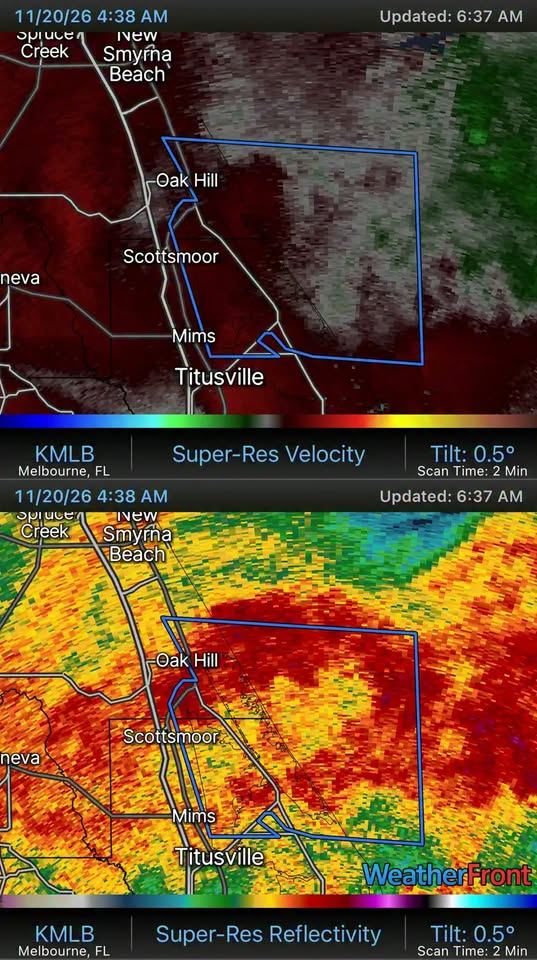 11/20/26 4:38 AM
Updated: 6:37 AM
Spruce
Creek
New
Smyrna
Beach
Oak Hill
Scottsmoor
neva
Mims
Titusville
KMLB
Melbourne, FL
Super-Res Velocity
Tilt: 0.5°
Scan Time: 2 Min
11/20/26 4:38 AM
Updated: 6:37 AM
Spruce
Creek
New
Smyrna
Beach
Oak Hill
Scottsmoor
neva
Mims
Titusville
WeatherFront
KMLB
Melbourne, FL
Super-Res Reflectivity
Tilt: 0.5°
Scan Time: 2 Min